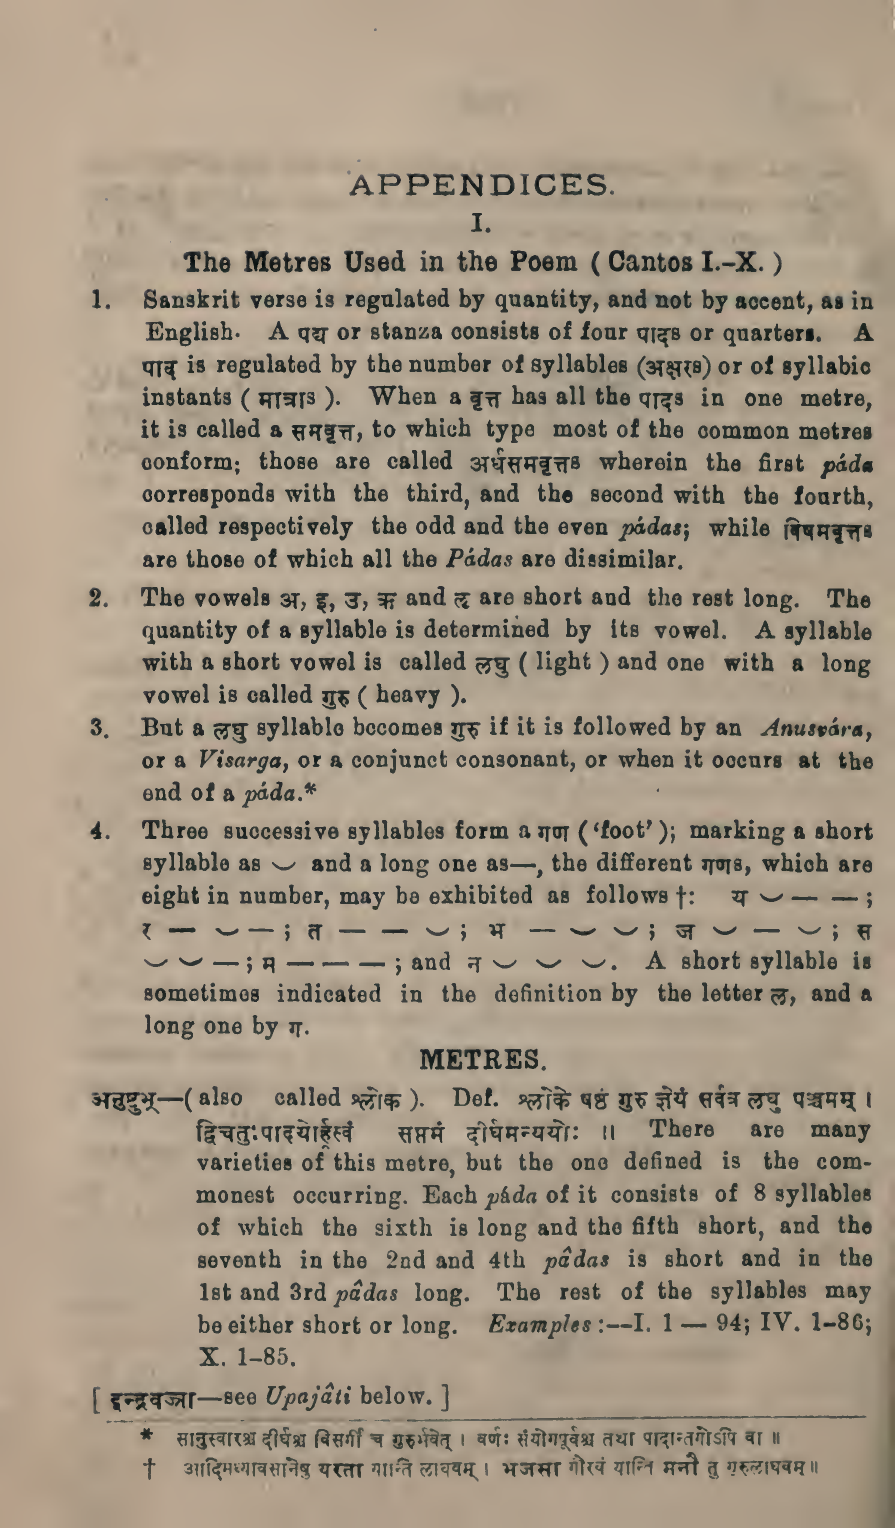 APPENDICES.
I.
The Metres Used in the Poem ( Cantos I.–X. )
1. Sanskrit verse is regulated by quantity, and not by accent, as in
English. A पद्य or stanza consists of four पादs or quarters. A
पाद is regulated by the number of syllables (अक्षरs) or of syllabic
instants ( मात्राs ). When a वृत्त has all the पादs in one metre,
it is called a समवृत्त, to which type most of the common metres
conform; those are called अर्धसमवृत्तs wherein the first páda
corresponds with the third, and the second with the fourth,
called respectively the odd and the even pádas; while विषमवृत्तs
are those of which all the Pádas are dissimilar.
2. The vowels अ, इ, उ, ऋ and ऌ are short and the rest long. The
quantity of a syllable is determined by its vowel. A syllable
with a short vowel is called लघु ( light ) and one with a long
vowel is called गुरु ( heavy ).
3. But a लघु syllable becomes गुरु if it is followed by an Anusvára,
or a Visarga, or a conjunct consonant, or when it occurs at the
end of a páda.*
4. Three successive syllables form a गण ( ‘foot’ ); marking a short
syllable as ⏑ and a long one as—, the different गणs, which are
eight in number, may be exhibited as follows †: य ⏑ — — ;
र — ⏑ — ; त — — ⏑ ; भ — ⏑ ⏑ ; ज ⏑ — ⏑ ; स
⏑ ⏑ — ; म — — — ; and न ⏑ ⏑ ⏑. A short syllable is
sometimes indicated in the definition by the letter ल, and a
long one by ग.
METRES.
अनुष्टुभ्—( also called श्लोक ). Def. श्लोके षष्ठं गुरु ज्ञेयं सर्वत्र लघु पञ्चमम् ।
द्विचतुःपादयोर्ह्रस्वं सप्तमं दीर्घमन्ययोः ॥ There are many
varieties of this metre, but the one defined is the com-
monest occurring. Each páda of it consists of 8 syllables
of which the sixth is long and the fifth short, and the
seventh in the 2nd and 4th pâdas is short and in the
1st and 3rd pâdas long. The rest of the syllables may
be either short or long. Examples :--I. 1 — 94; IV. 1–86;
X. 1–85.
[ इन्द्रवज्रा—see Upajâti below. ]
* सानुस्वारश्च दीर्घश्च विसर्गी च गुरुर्भवेत् । वर्णः संयोगपूर्वश्च तथा पादान्तगोऽपि वा ॥
† आदिमध्यावसानेषु यरता यान्ति लाघवम् । भजसा गौरवं यान्ति मनौ तु गुरुलाघवम् ॥